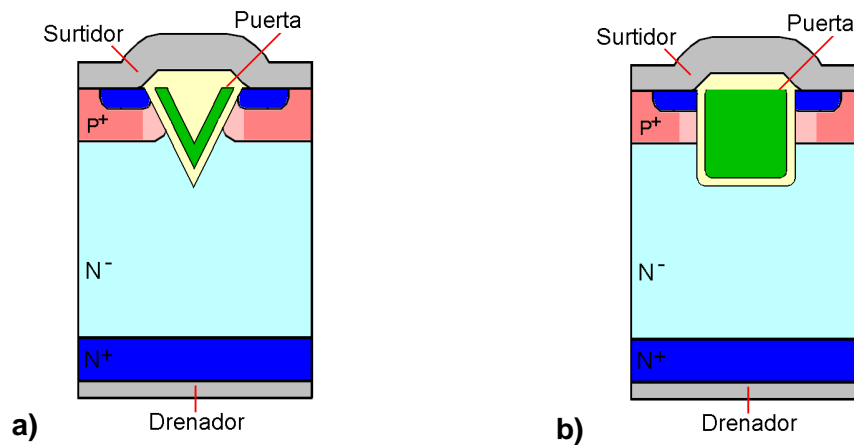 Surtidor
Puerta
P+
N-
N+
Drenador
a)
Surtidor
Puerta
P+
N-
N+
Drenador
b)